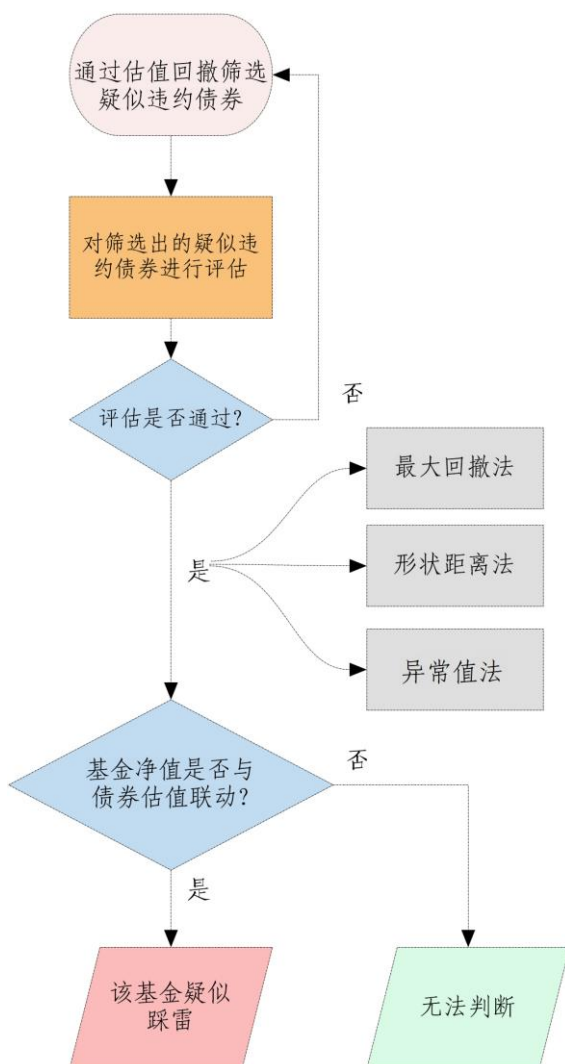 通过估值回撤筛选
疑似违约债券
对筛选出的疑似违
约债券进行评估
评估是否通过?
否
最大回撤法
是
形状距离法
异常值法
基金净值是否与
债券估值联动?
否
是
该基金疑似
踩雷
无法判断